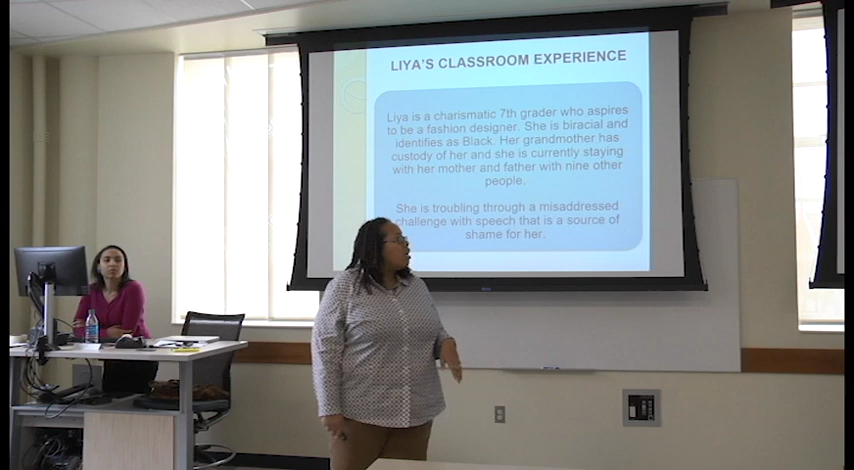 LIYA'S CLASSROOM EXPERIENCE
Liya is a charismatic 7th grader who aspires
to be a fashion designer. She is biracial and
identifies as Black. Her grandmother has
custody of her and she is currently staying
with her mother and father with nine other
people.
She is troubling through a misaddressed
challenge with speech that is a source of
shame for her.